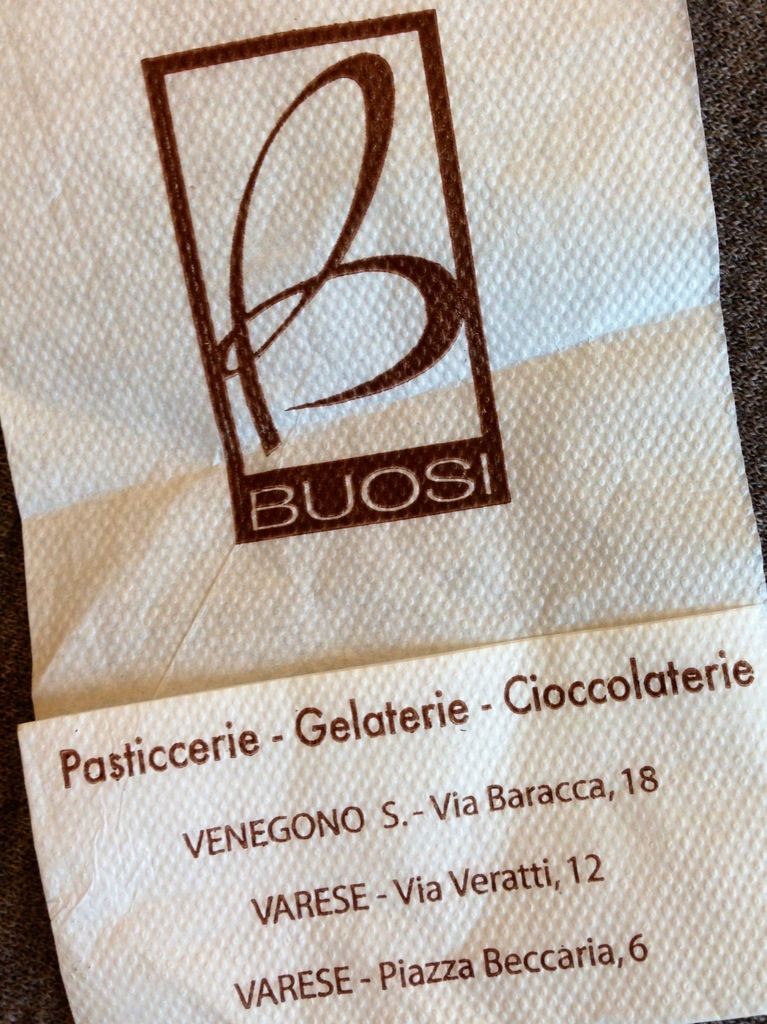 B
BUOSI
Pasticcerie - Gelaterie - Cioccolaterie
VENEGONO S. - Via Baracca, 18
VARESE - Via Veratti, 12
VARESE - Piazza Beccaria, 6